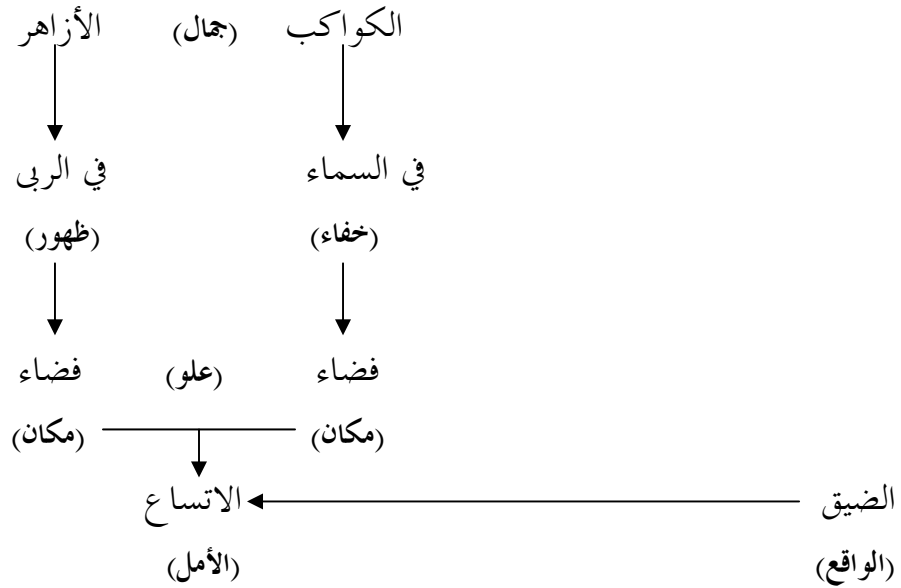 الكواكب (جمال) الأزاهر
في السماء في الربى
(خفاء) (ظهور)
فضاء (علو) فضاء
(مكان) (مكان)
الضيق الاتساع
(الواقع) (الأمل)